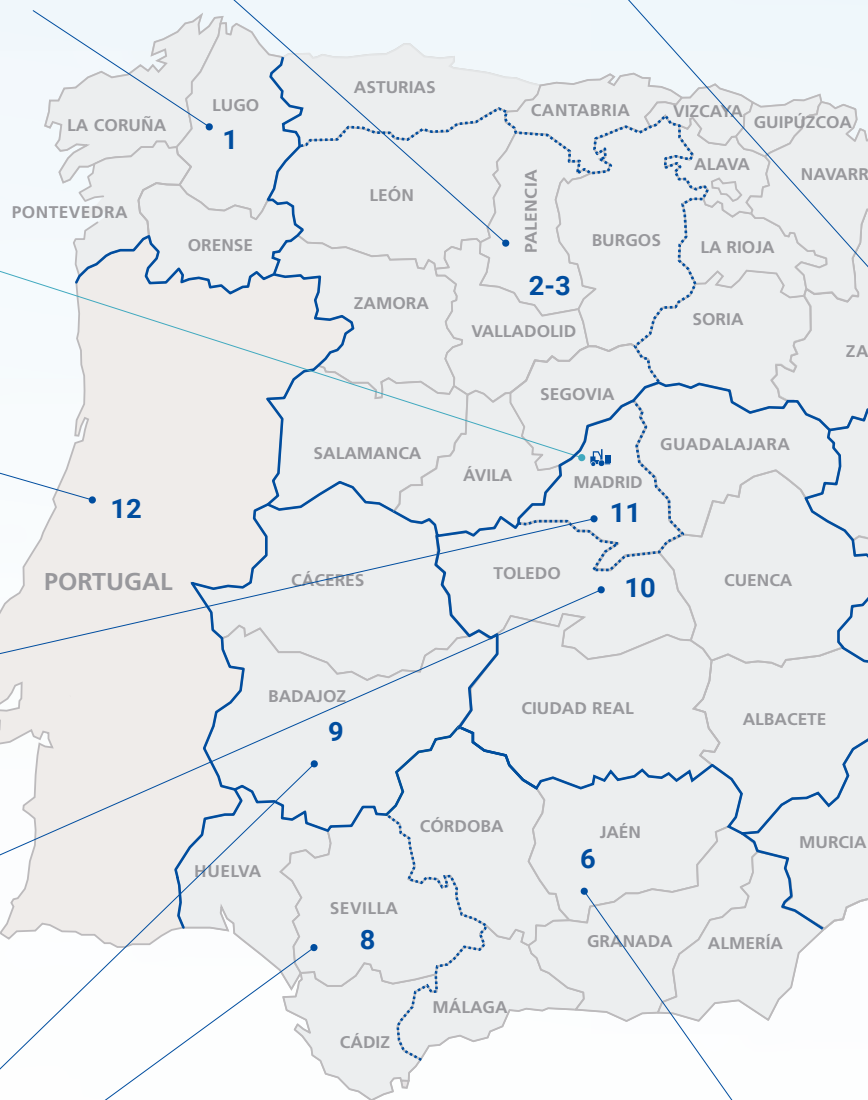 ASTURIAS
LUGO
CANTABRIA
VIZCAYA
LA CORUÑA
GUIPÚZCOA
1
ALAVA
NAVARR
LEÓN
PALENCIA
PONTEVEDRA
ORENSE
BURGOS
LA RIOJA
2-3
ZAMORA
SORIA
VALLADOLID
ZA
SEGOVIA
GUADALAJARA
SALAMANCA
ÁVILA
MADRID
12
11
PORTUGAL
CÁCERES
TOLEDO
CUENCA
10
BADAJOZ
CIUDAD REAL
ALBACETE
9
CÓRDOBA
JAÉN
MURCIA
6
HUELVA
SEVILLA
8
GRANADA
ALMERÍA
MÁLAGA
CÁDIZ